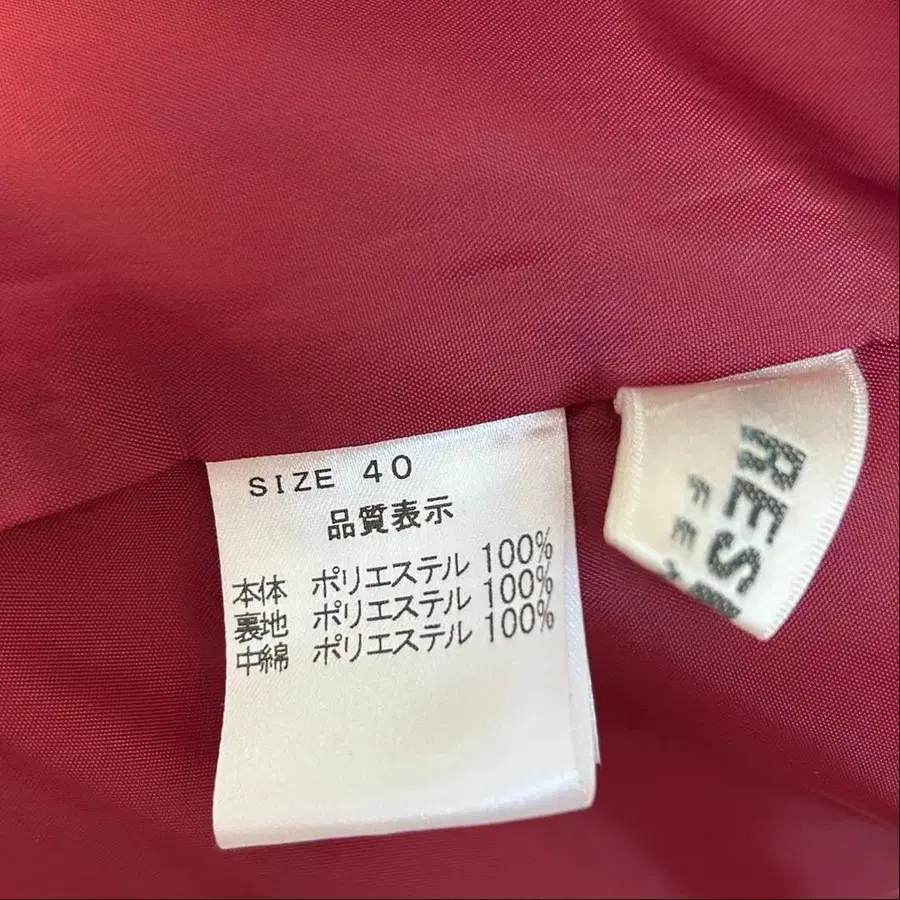 SIZE 40
品質表示
本体 ポリエステル 100%
裏地 ポリエステル 100%
中綿 ポリエステル 100%